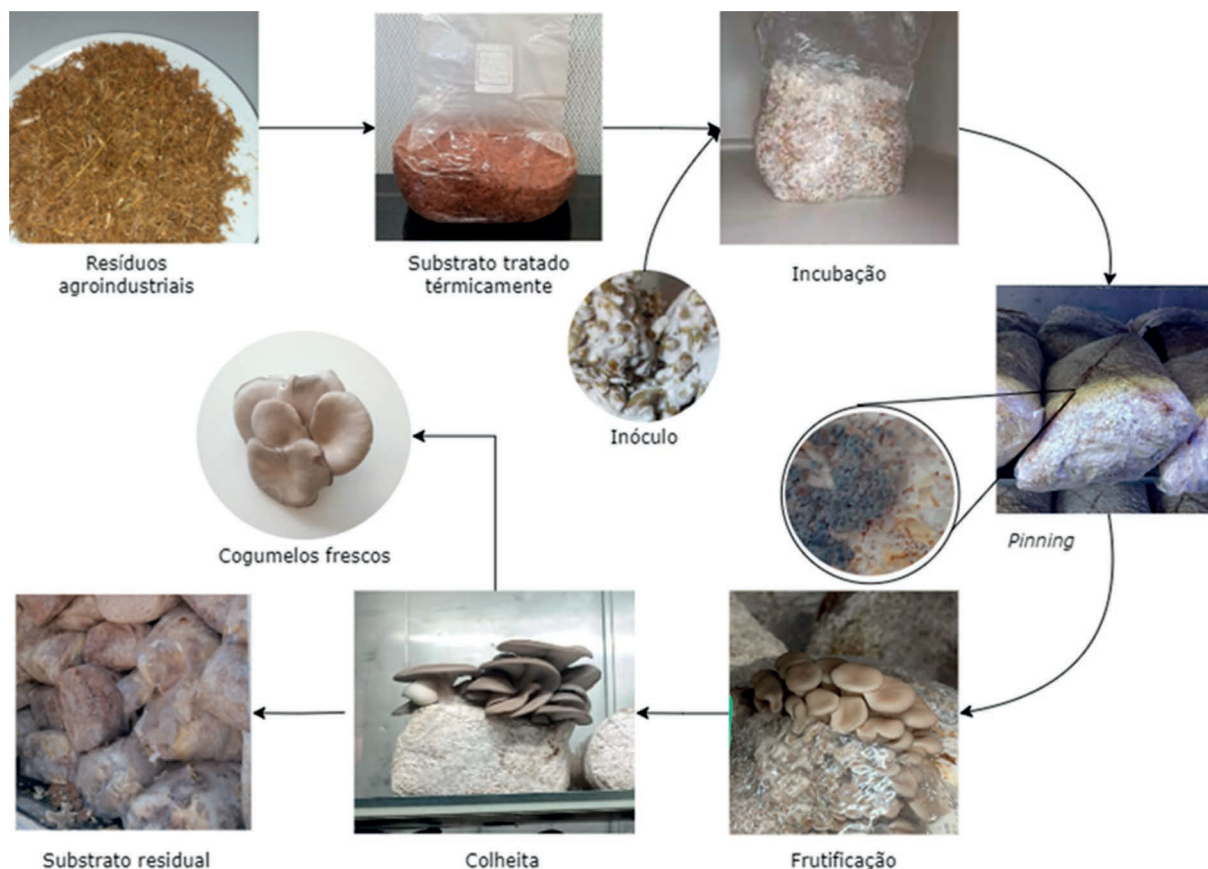 Resíduos
agroindustriais
Substrato tratado
térmicamente
Incubação
Inóculo
Pinning
Cogumelos frescos
Substrato residual
Colheita
Frutificação